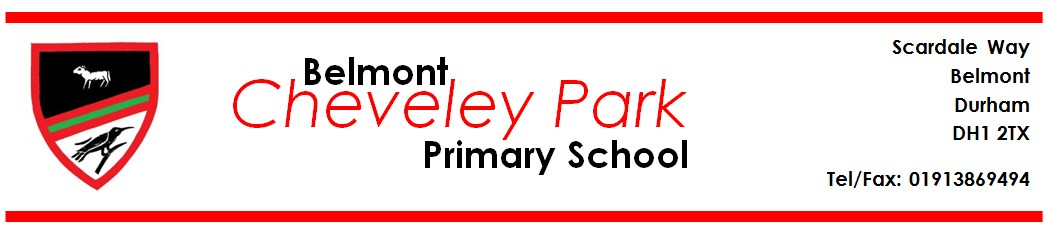 Belmont
Cheveley Park
Primary School
Scardale Way
Belmont
Durham
DH1 2TX
Tel/Fax: 01913869494